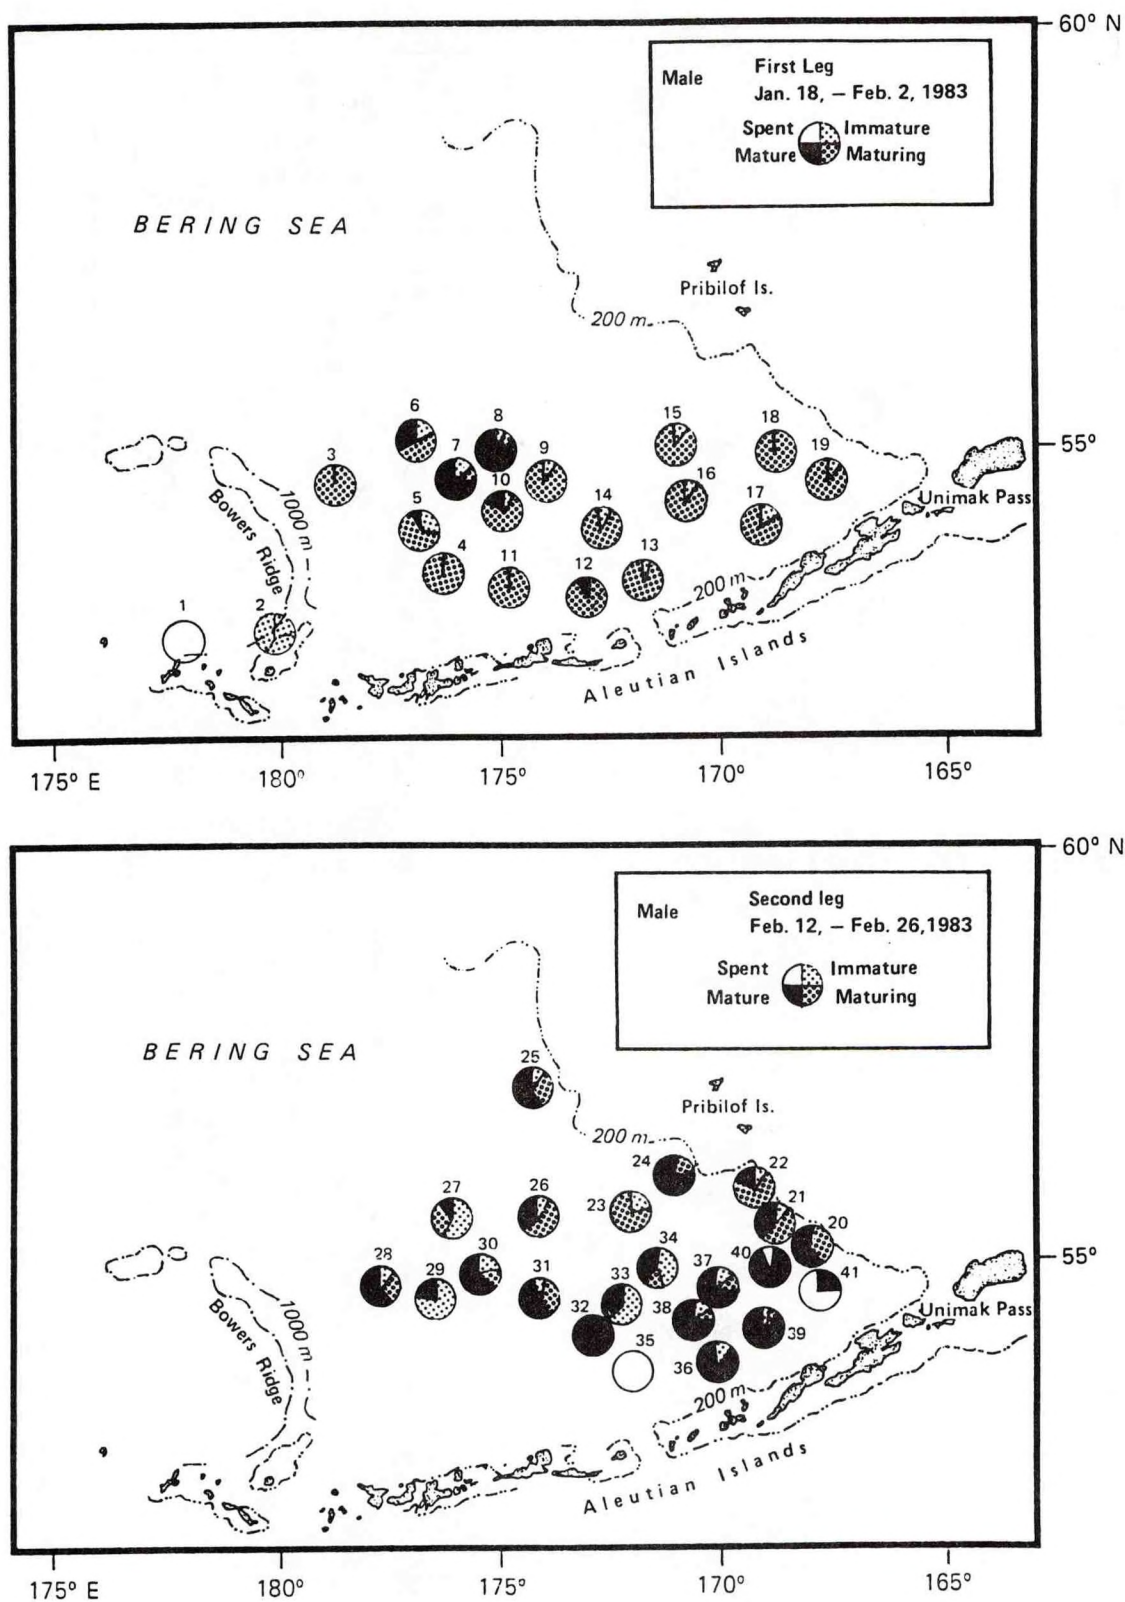 60° N
Male
First Leg
Jan. 18, – Feb. 2, 1983
Spent Immature
Mature Maturing
BERING SEA
Pribilof Is.
200 m
6
8
15
18
55°
3
7
9
19
10
16
Unimak Pass
5
14
17
Bowers Ridge
1000 m
4
11
12
13
200 m
1
2
Aleutian Islands
175° E
180°
175°
170°
165°
60° N
Male
Second leg
Feb. 12, – Feb. 26,1983
Spent Immature
Mature Maturing
BERING SEA
25
Pribilof Is.
200 m
24
22
27
26
23
21
20
34
40
55°
28
30
37
41
29
31
33
Unimak Pass
Bowers Ridge
1000 m
32
38
39
35
36
200 m
Aleutian Islands
175° E
180°
175°
170°
165°